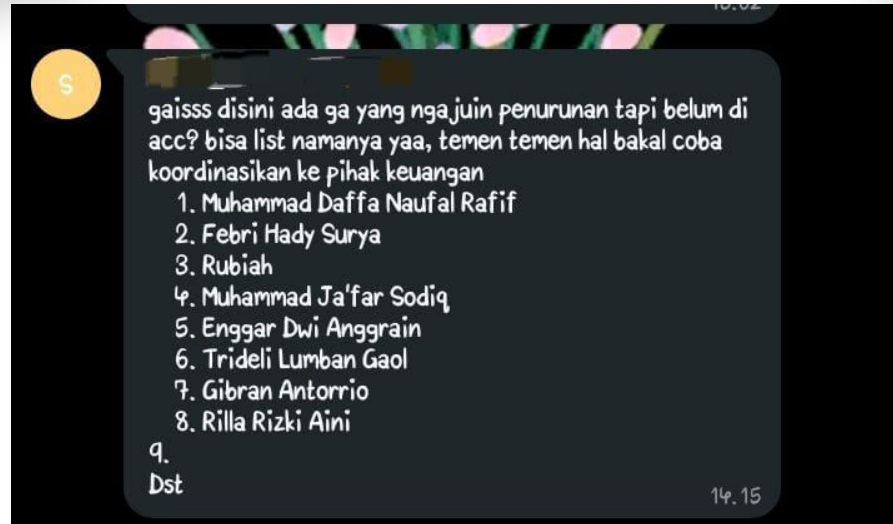 S
gaisss disini ada ga yang ngajuin penurunan tapi belum di
acc? bisa list namanya yaa, temen temen hal bakal coba
koordinasikan ke pihak keuangan
1. Muhammad Daffa Naufal Rafif
2. Febri Hady Surya
3. Rubiah
4. Muhammad Ja'far Sodiq
5. Enggar Dwi Anggrain
6. Trideli Lumban Gaol
7. Gibran Antorrio
8. Rilla Rizki Aini
9.
Dst
14.15